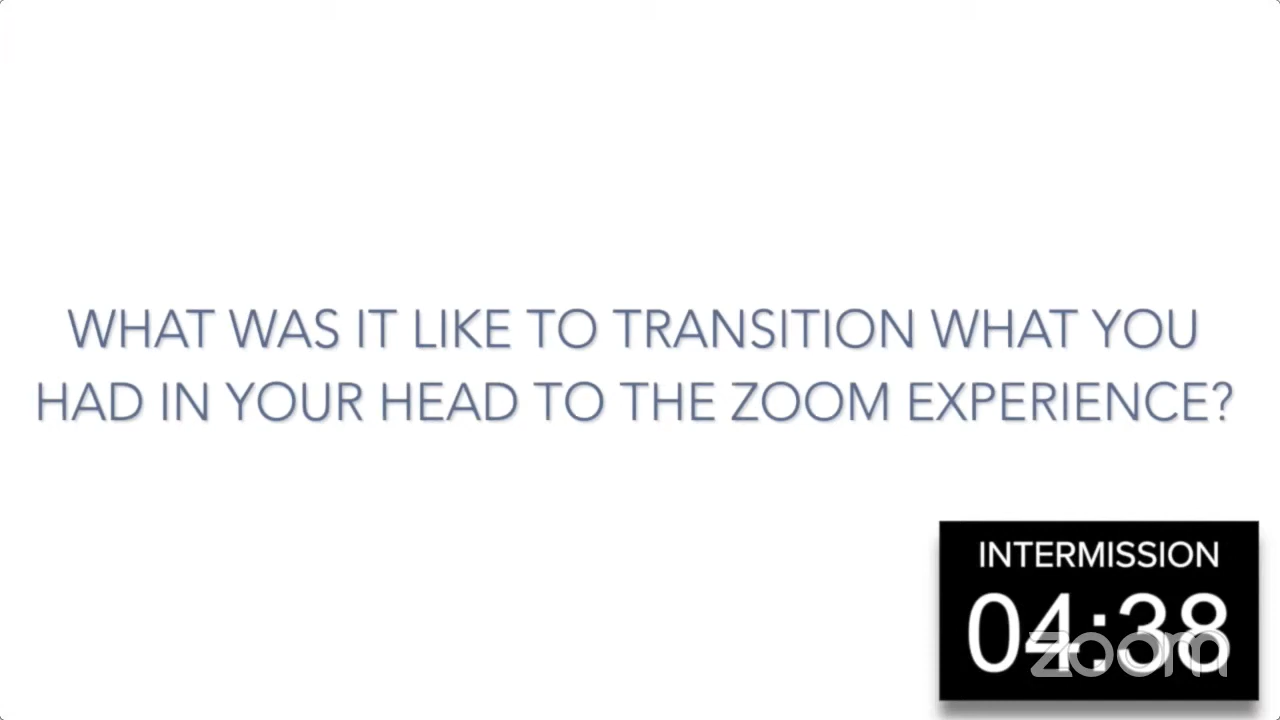 WHAT WAS IT LIKE TO TRANSITION WHAT YOU
HAD IN YOUR HEAD TO THE ZOOM EXPERIENCE?
INTERMISSION
04:38
zoom